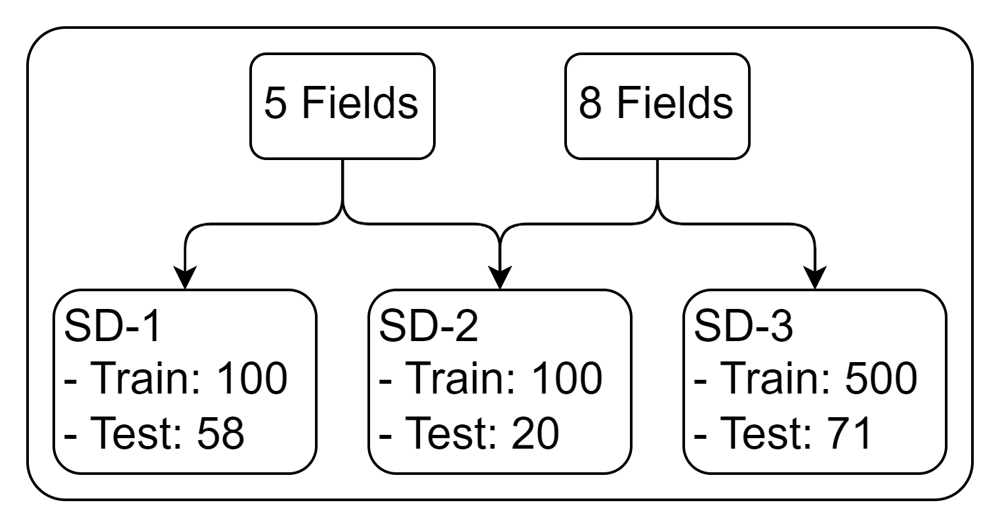 5 Fields
8 Fields
SD-1
- Train: 100
- Test: 58
SD-2
- Train: 100
- Test: 20
SD-3
- Train: 500
- Test: 71